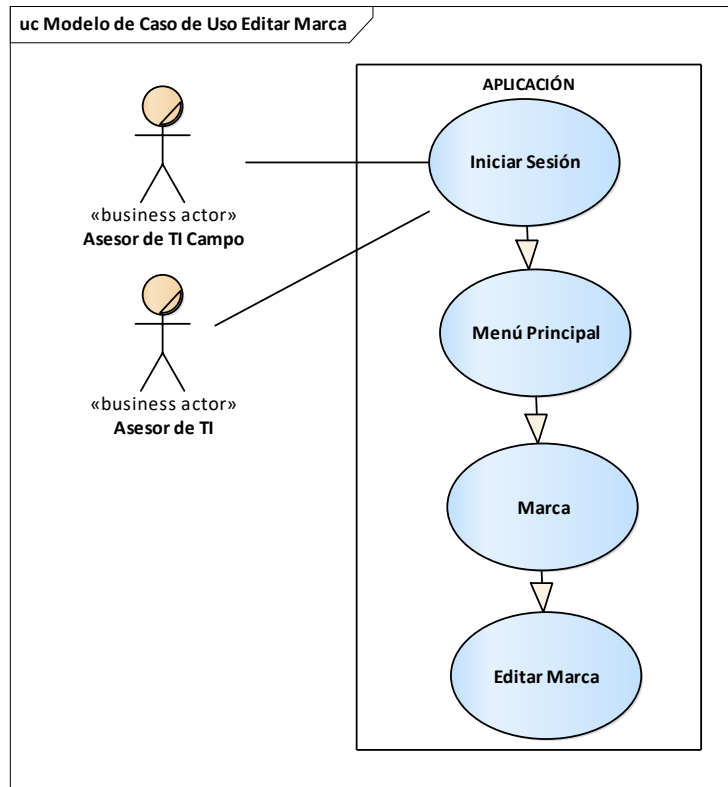 uc Modelo de Caso de Uso Editar Marca
APLICACIÓN
Iniciar Sesión
«business actor»
Asesor de TI Campo
Menú Principal
«business actor»
Asesor de TI
Marca
Editar Marca